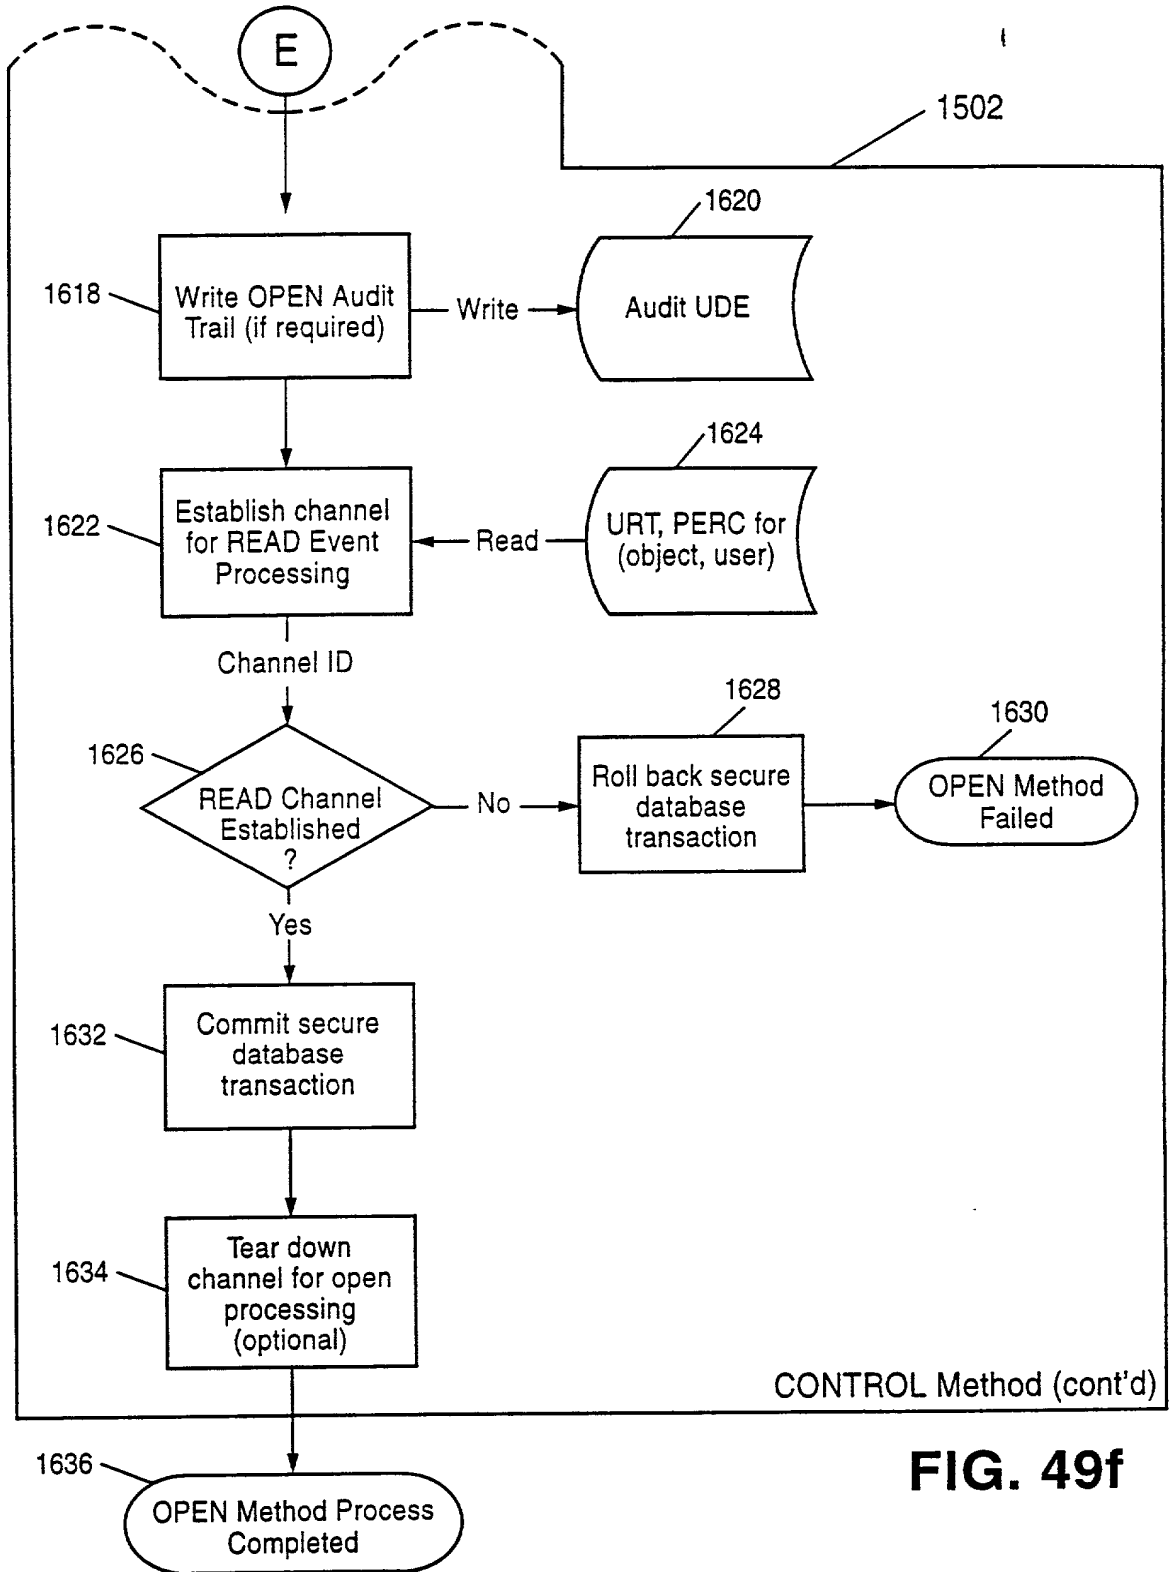 E
1502
1620
1618
Write OPEN Audit
Trail (if required)
Write
Audit UDE
1624
1622
Establish channel
for READ Event
Processing
Read
URT, PERC for
(object, user)
Channel ID
1628
1630
1626
READ Channel
Established
?
No
Roll back secure
database
transaction
OPEN Method
Failed
Yes
1632
Commit secure
database
transaction
1634
Tear down
channel for open
processing
(optional)
CONTROL Method (cont'd)
1636
OPEN Method Process
Completed
FIG. 49f